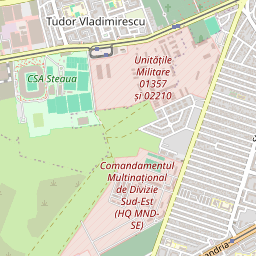 Tudor Vladimirescu
Unitățile
Militare
01357
și 02210
CSA Steaua
Comandamentul
Multinațional
de Divizie
Sud-Est
(HQ MND-
SE)